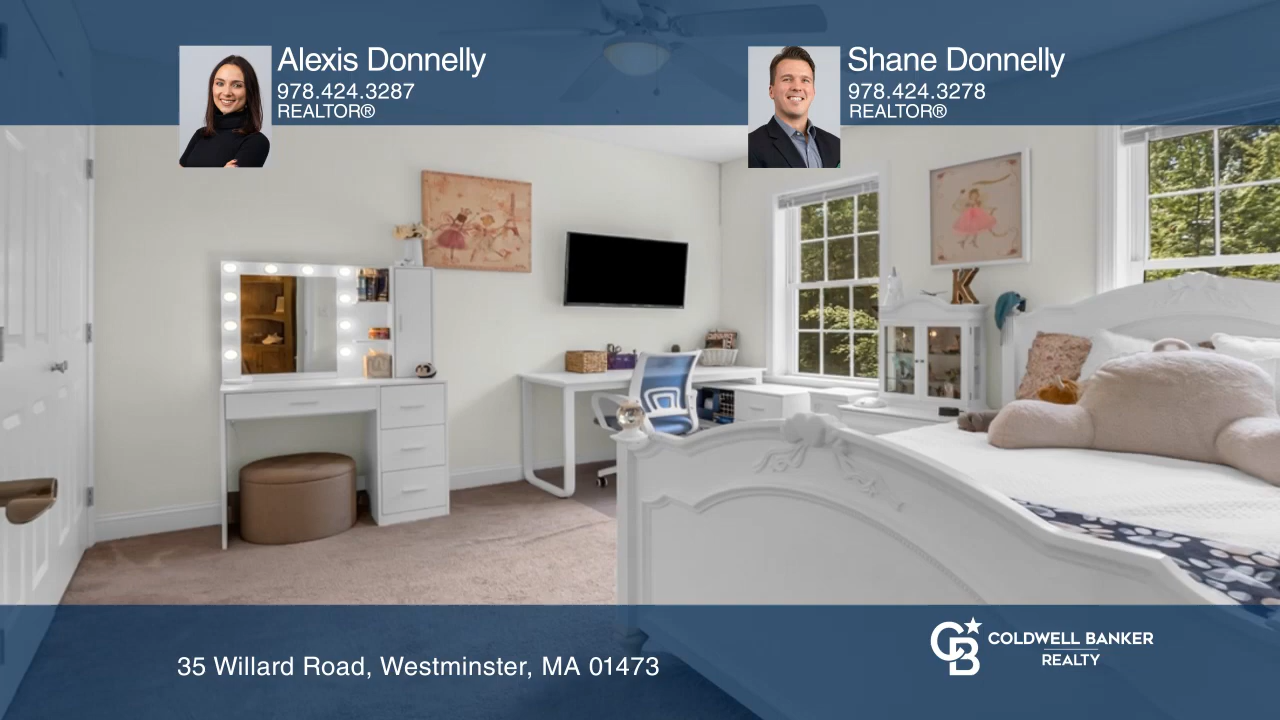 Alexis Donnelly
978.424.3287
REALTOR®
Shane Donnelly
978.424.3278
REALTOR®
K
35 Willard Road, Westminster, MA 01473
CB
COLDWELL BANKER
REALTY